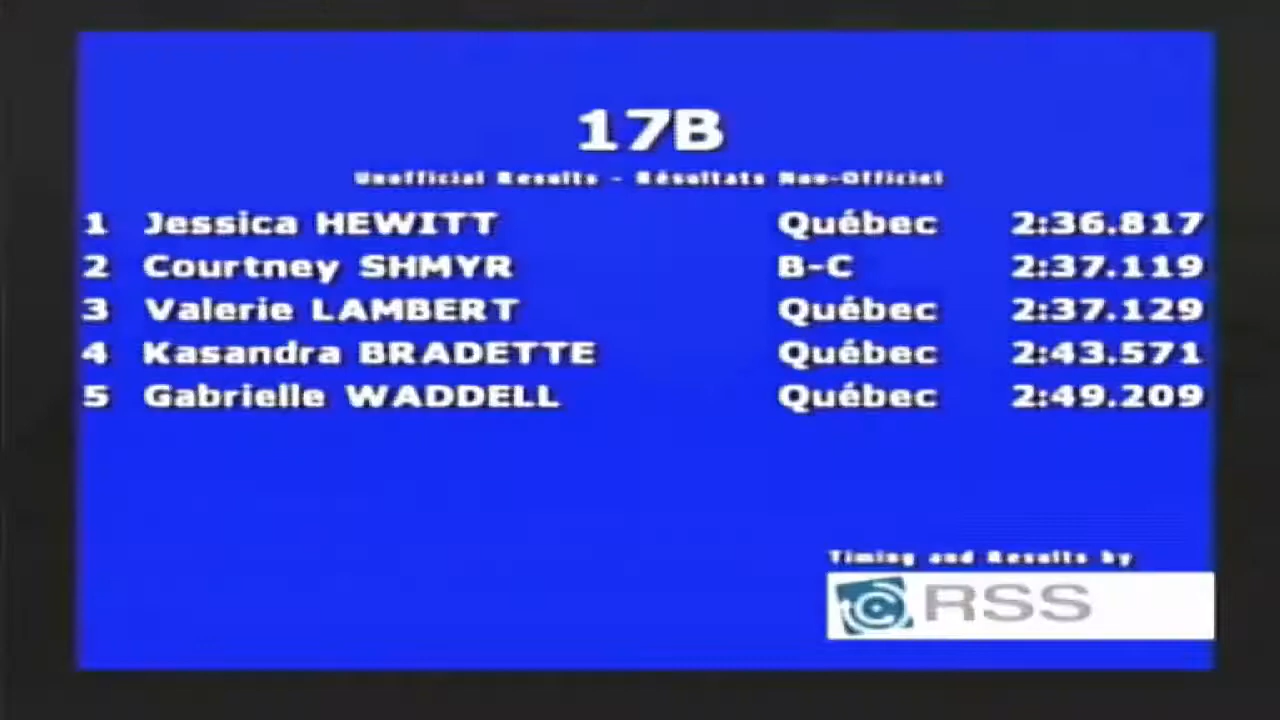 17B
Unofficial Results - Résultats Non-Officiel
1 Jessica HEWITT Québec 2:36.817
2 Courtney SHMYR B-C 2:37.119
3 Valerie LAMBERT Québec 2:37.129
4 Kasandra BRADETTE Québec 2:43.571
5 Gabrielle WADDELL Québec 2:49.209
Timing and Results by
RSS